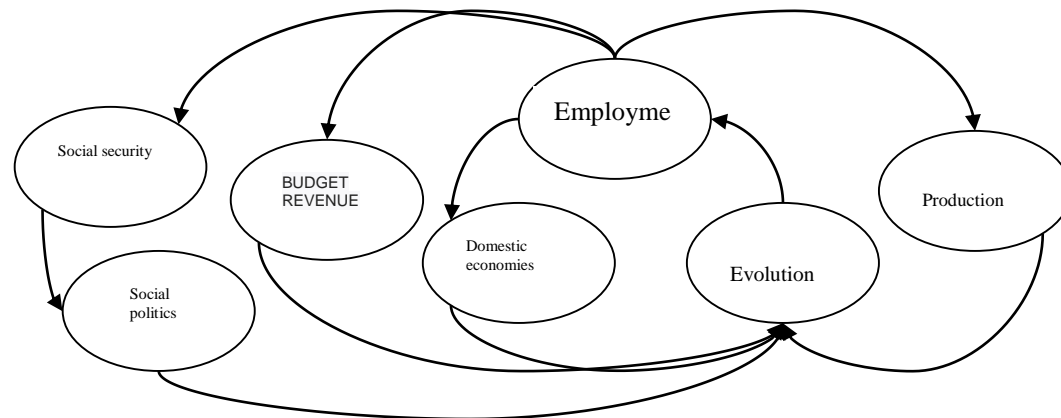 Employme
Social security
BUDGET
REVENUE
Production
Domestic
economies
Evolution
Social
politics